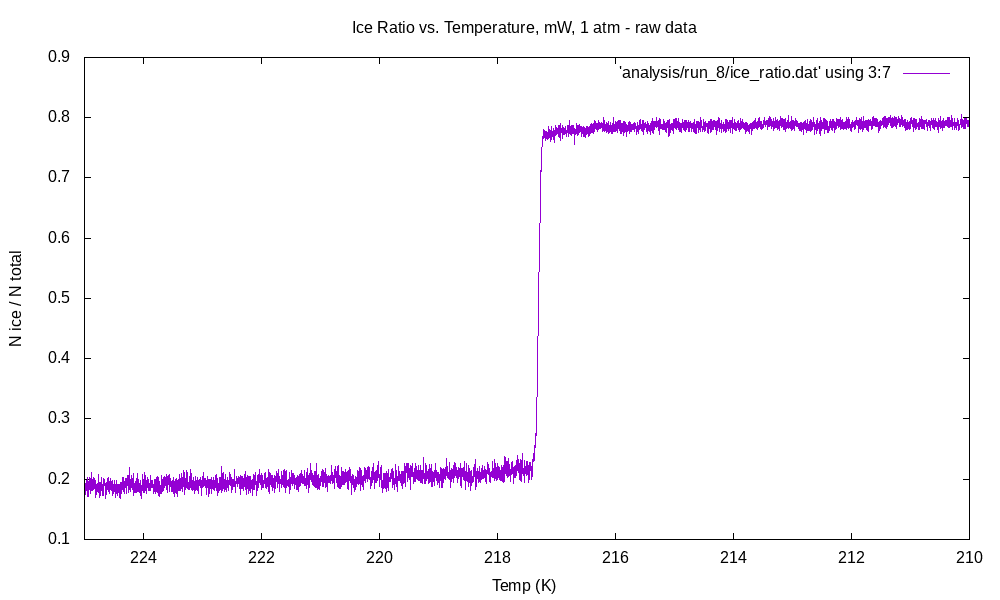 Ice Ratio vs. Temperature, mW, 1 atm - raw data
'analysis/run_8/ice_ratio.dat' using 3:7
N ice / N total
0.9
0.8
0.7
0.6
0.5
0.4
0.3
0.2
0.1
224 222 220 218 216 214 212 210
Temp (K)